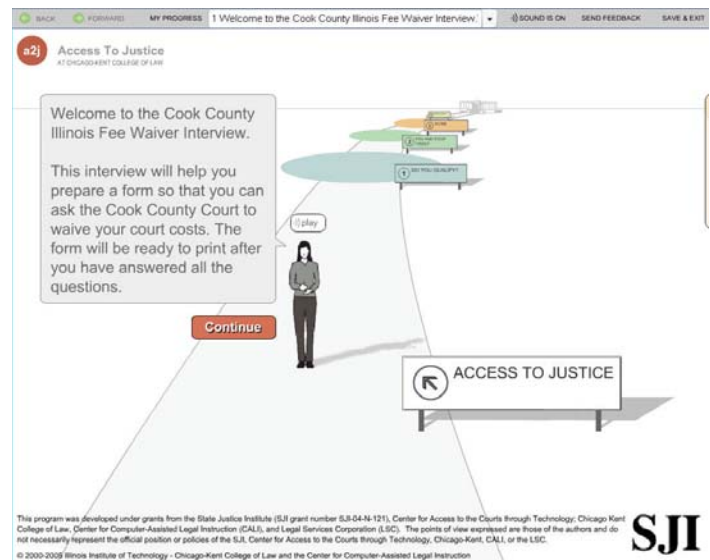 BACK FORWARD MY PROGRESS 1 Welcome to the Cook County Illinois Fee Waiver Interview. SOUND IS ON SEND FEEDBACK SAVE & EXIT
a2j Access To Justice
AT CHICAGO-KENT COLLEGE OF LAW
Welcome to the Cook County
Illinois Fee Waiver Interview.
This interview will help you
prepare a form so that you can
ask the Cook County Court to
waive your court costs. The
form will be ready to print after
you have answered all the
questions.
1 DO YOU QUALIFY?
play
Continue
ACCESS TO JUSTICE
This program was developed under grants from the State Justice Institute (SJI grant number SJI-04-N-121), Center for Access to the Courts through Technology; Chicago Kent
College of Law, Center for Computer-Assisted Legal Instruction (CALI), and Legal Services Corporation (LSC). The points of view expressed are those of the authors and do
not necessarily represent the official position or policies of the SJI, Center for Access to the Courts through Technology, Chicago-Kent, CALI, or the LSC.
© 2000-2009 Illinois Institute of Technology - Chicago-Kent College of Law and the Center for Computer-Assisted Legal Instruction
SJI